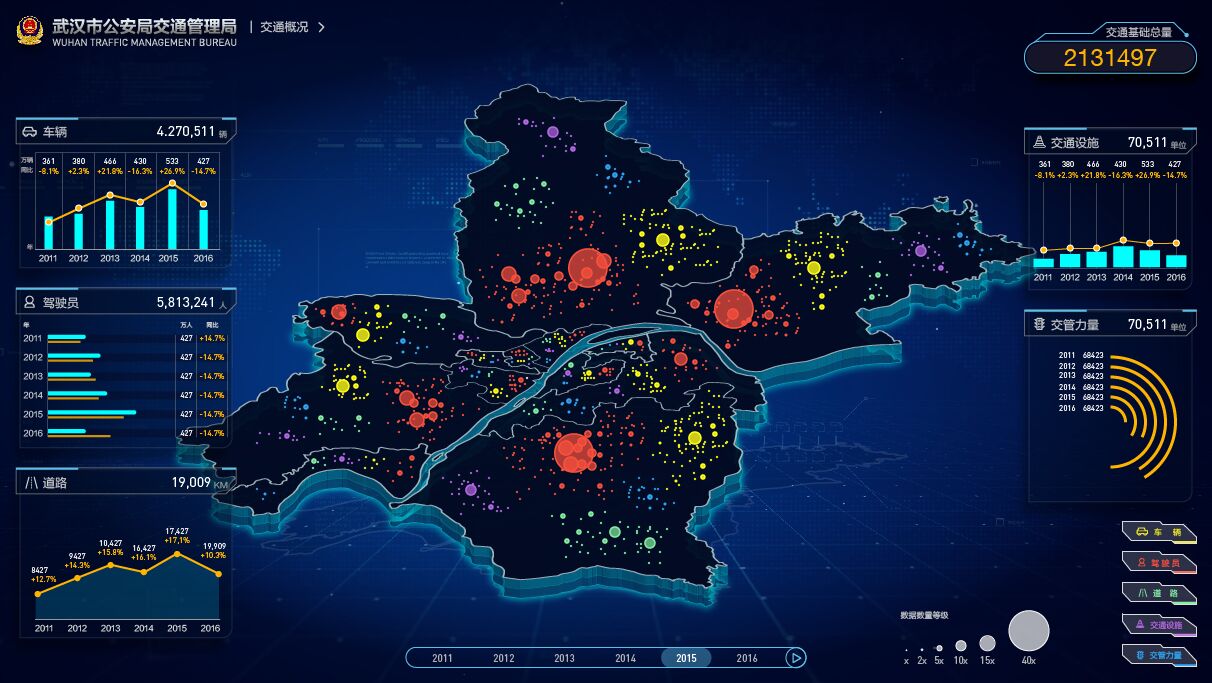 武汉市公安局交通管理局 | 交通概况 >
WUHAN TRAFFIC MANAGEMENT BUREAU
交通基础总量
2131497
车辆 4.270,511 辆
万辆 361 380 466 430 533 427
同比 -8.1% +2.3% +21.8% -16.3% +26.9% -14.7%
年
2011 2012 2013 2014 2015 2016
驾驶员 5,813,241 人
年 万人 同比
2011 427 +14.7%
2012 427 -14.7%
2013 427 -14.7%
2014 427 -14.7%
2015 427 -14.7%
2016 427 -14.7%
道路 19,009 KM
8427 9427 10,427 16,427 17,427 19,909
+12.7% +14.3% +15.8% +16.1% +17,1% +10.3%
2011 2012 2013 2014 2015 2016
交通设施 70,511 单位
361 380 466 430 533 427
-8.1% +2.3% +21.8% -16.3% +26.9% -14.7%
2011 2012 2013 2014 2015 2016
交管力量 70,511 单位
2011 68423
2012 68423
2013 68423
2014 68423
2015 68423
2016 68423
车 辆
驾 驶 员
道 路
交通设施
交管力量
数据数量等级
x 2x 5x 10x 15x 40x
2011 2012 2013 2014 2015 2016